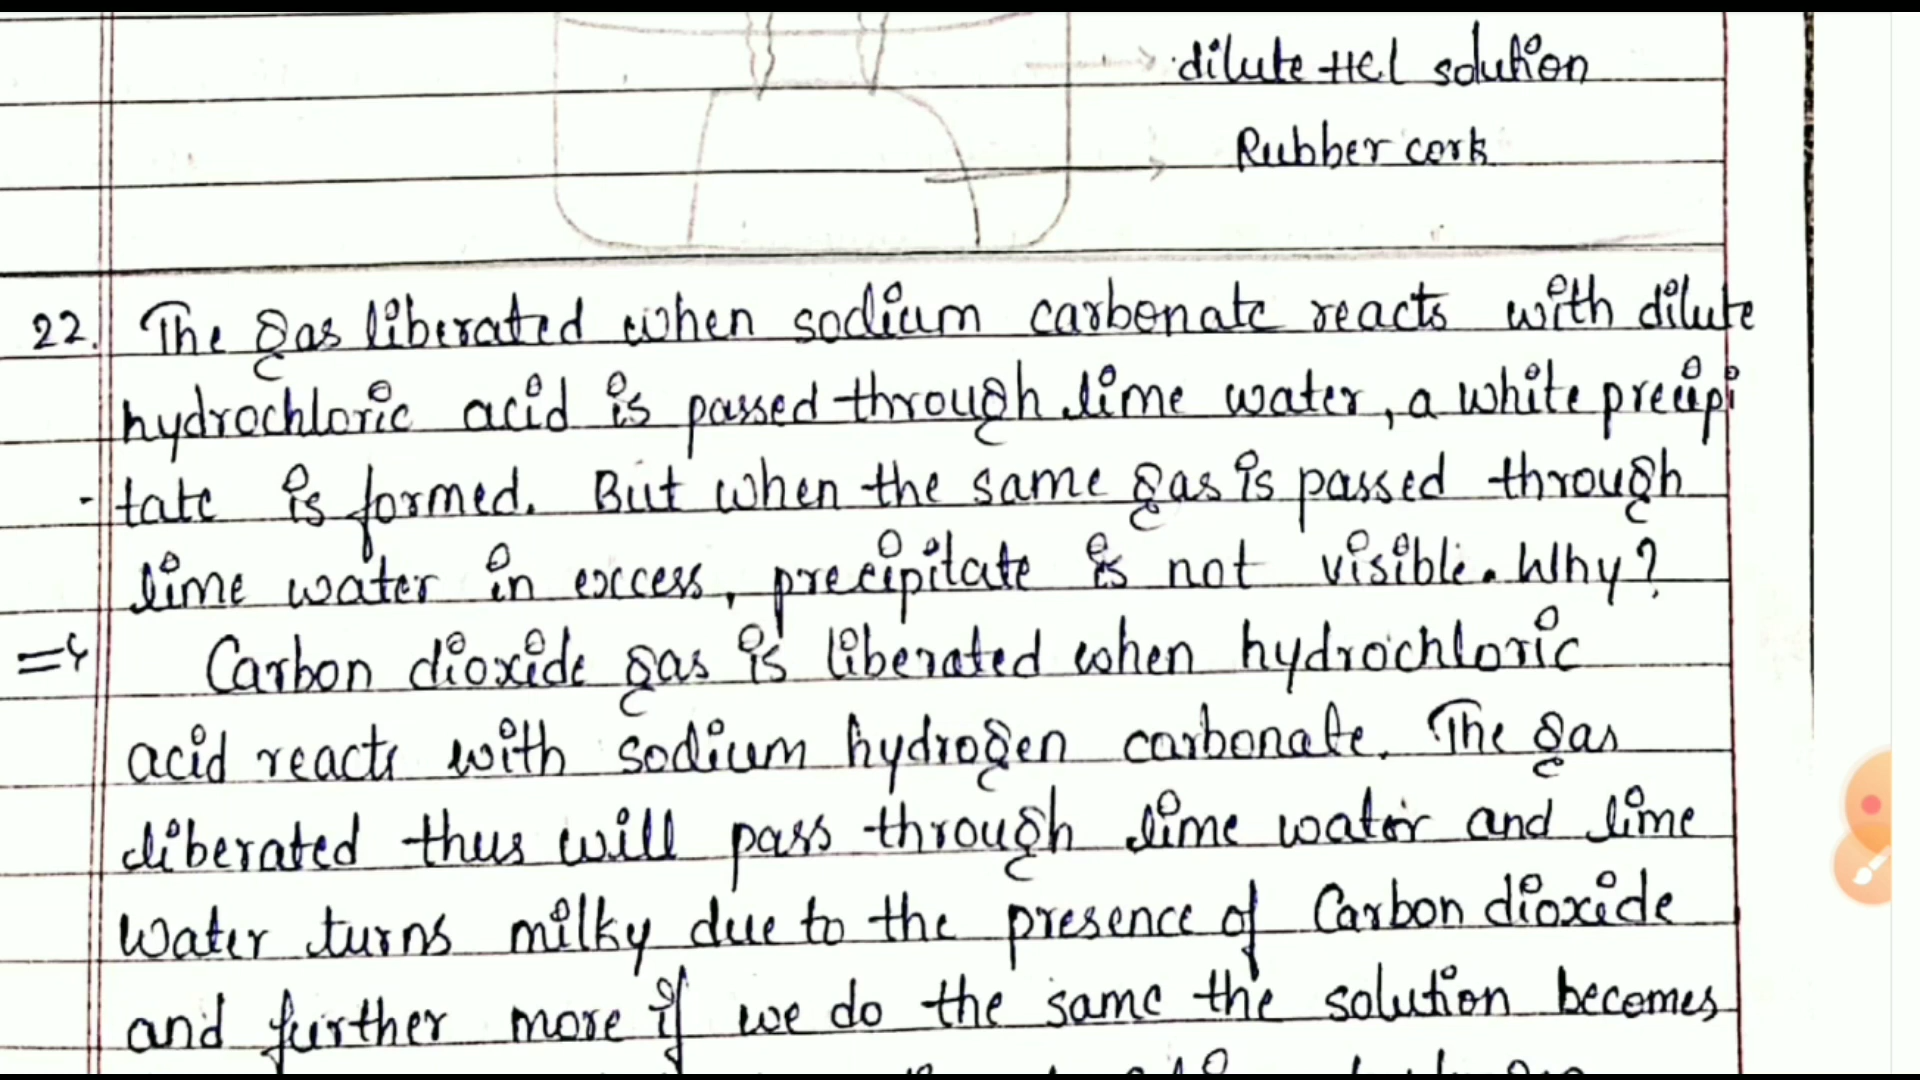 dilute HCl solution
Rubber cork
22. The gas liberated when sodium carbonate reacts with dilute
hydrochloric acid is passed through lime water, a white precipi
- tate is formed. But when the same gas is passed through
lime water in excess, precipitate is not visible. Why?
=> Carbon dioxide gas is liberated when hydrochloric
acid reacts with sodium hydrogen carbonate. The gas
liberated thus will pass through lime water and lime
water turns milky due to the presence of Carbon dioxide
and further more if we do the same the solution becomes